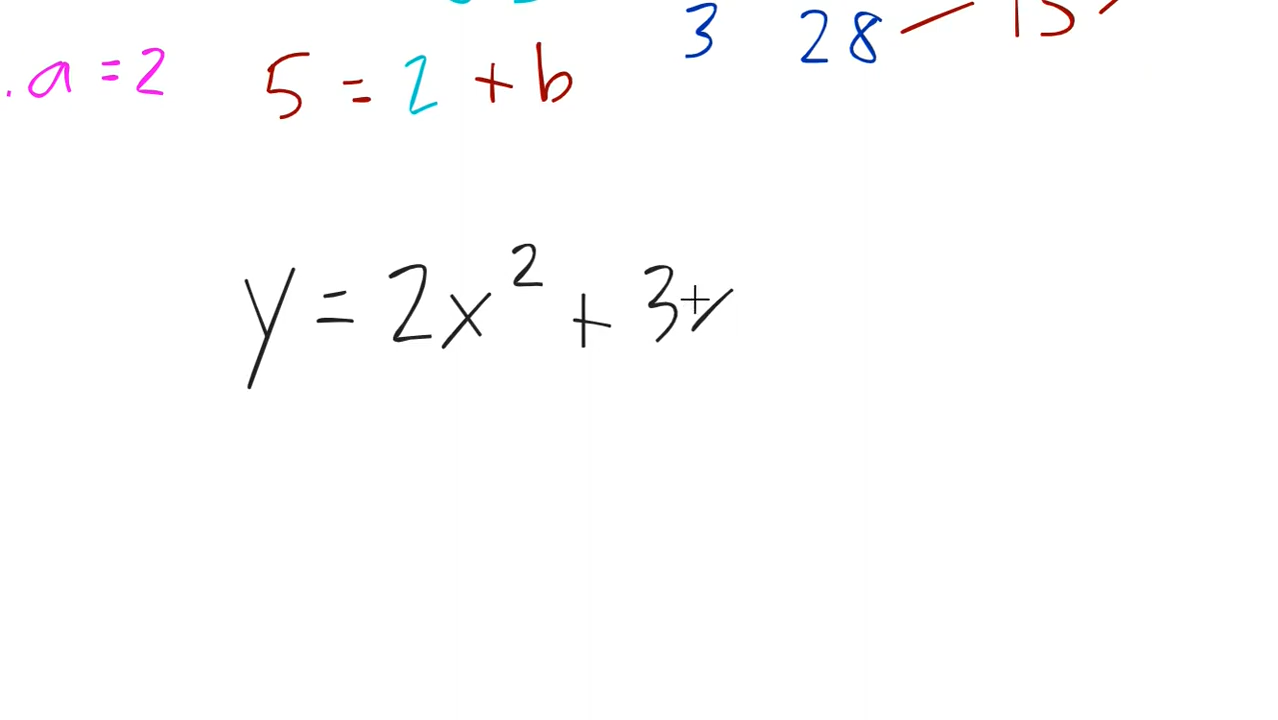 3 28
. a = 2 5 = 2 + b
y = 2x² + 3